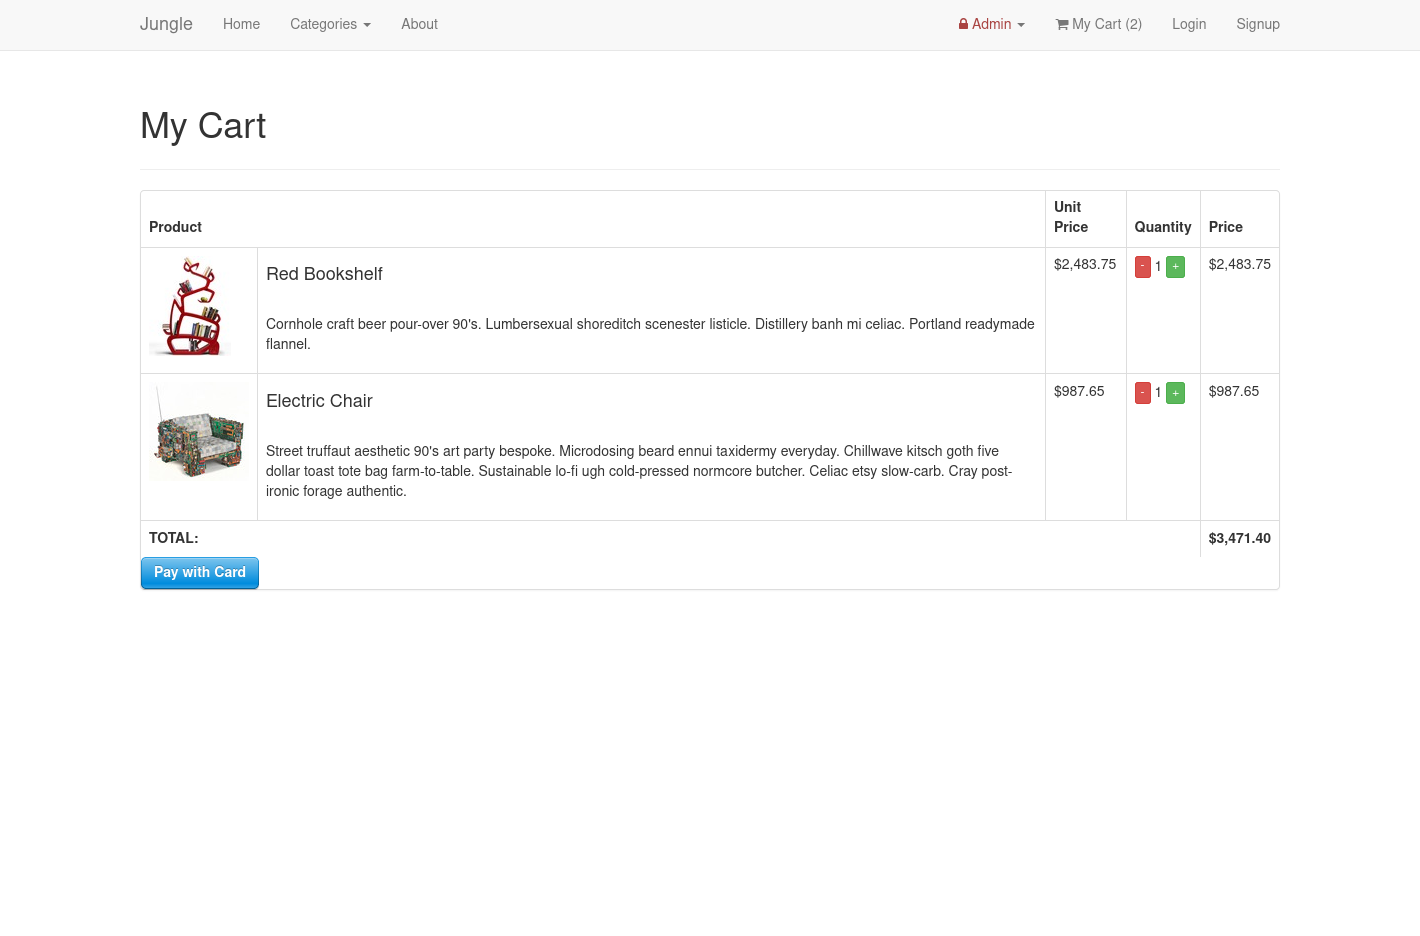 Jungle Home Categories About Admin My Cart (2) Login Signup
My Cart
Product Unit Price Quantity Price
Red Bookshelf $2,483.75 - 1 + $2,483.75
Cornhole craft beer pour-over 90's. Lumbersexual shoreditch scenester listicle. Distillery banh mi celiac. Portland readymade
flannel.
Electric Chair $987.65 - 1 + $987.65
Street truffaut aesthetic 90's art party bespoke. Microdosing beard ennui taxidermy everyday. Chillwave kitsch goth five
dollar toast tote bag farm-to-table. Sustainable lo-fi ugh cold-pressed normcore butcher. Celiac etsy slow-carb. Cray post-
ironic forage authentic.
TOTAL: $3,471.40
Pay with Card